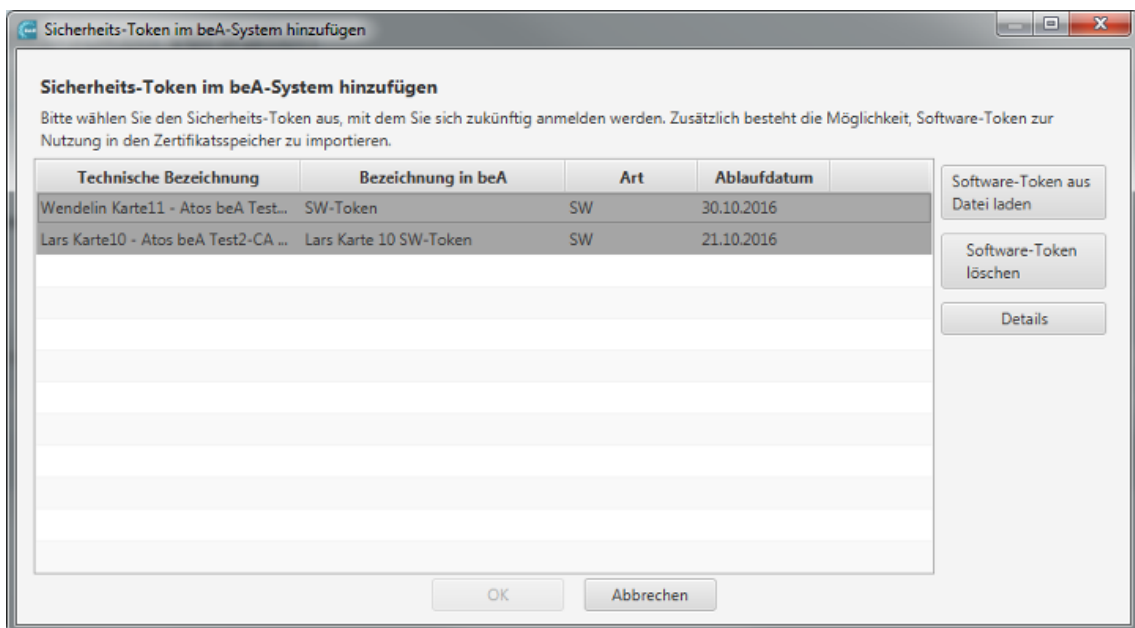 Sicherheits-Token im beA-System hinzufügen
Sicherheits-Token im beA-System hinzufügen
Bitte wählen Sie den Sicherheits-Token aus, mit dem Sie sich zukünftig anmelden werden. Zusätzlich besteht die Möglichkeit, Software-Token zur
Nutzung in den Zertifikatsspeicher zu importieren.
Technische Bezeichnung Bezeichnung in beA Art Ablaufdatum
Wendelin Karte11 - Atos beA Test... SW-Token SW 30.10.2016
Lars Karte10 - Atos beA Test2-CA ... Lars Karte 10 SW-Token SW 21.10.2016
Software-Token aus
Datei laden
Software-Token
löschen
Details
OK Abbrechen